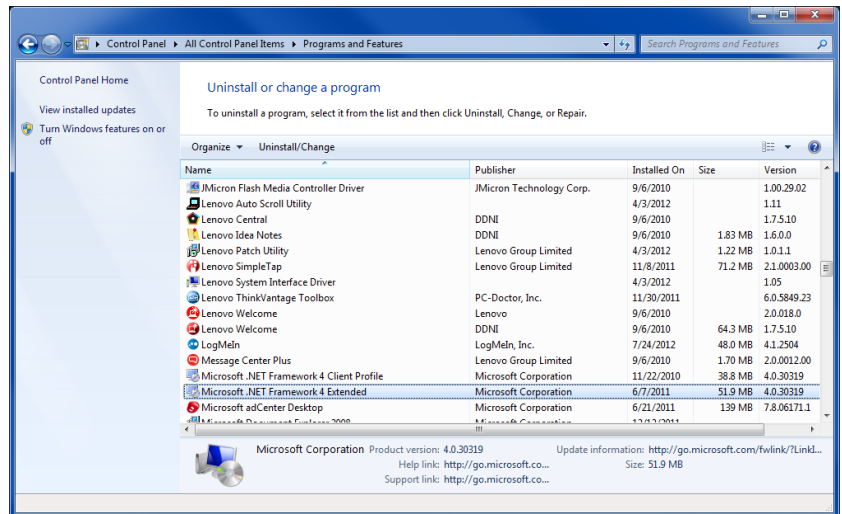 Control Panel ▸ All Control Panel Items ▸ Programs and Features
Search Programs and Features
Control Panel Home
View installed updates
Turn Windows features on or
off
Uninstall or change a program
To uninstall a program, select it from the list and then click Uninstall, Change, or Repair.
Organize Uninstall/Change
Name Publisher Installed On Size Version
JMicron Flash Media Controller Driver JMicron Technology Corp. 9/6/2010 1.00.29.02
Lenovo Auto Scroll Utility 4/3/2012 1.11
Lenovo Central DDNI 9/6/2010 1.7.5.10
Lenovo Idea Notes DDNI 9/6/2010 1.83 MB 1.6.0.0
Lenovo Patch Utility Lenovo Group Limited 4/3/2012 1.22 MB 1.0.1.1
Lenovo SimpleTap Lenovo Group Limited 11/8/2011 71.2 MB 2.1.0003.00
Lenovo System Interface Driver 4/3/2012 1.05
Lenovo ThinkVantage Toolbox PC-Doctor, Inc. 11/30/2011 6.0.5849.23
Lenovo Welcome Lenovo 9/6/2010 2.0.018.0
Lenovo Welcome DDNI 9/6/2010 64.3 MB 1.7.5.10
LogMeIn LogMeIn, Inc. 7/24/2012 48.0 MB 4.1.2504
Message Center Plus Lenovo Group Limited 9/6/2010 1.70 MB 2.0.0012.00
Microsoft .NET Framework 4 Client Profile Microsoft Corporation 11/22/2010 38.8 MB 4.0.30319
Microsoft .NET Framework 4 Extended Microsoft Corporation 6/7/2011 51.9 MB 4.0.30319
Microsoft adCenter Desktop Microsoft Corporation 6/21/2011 139 MB 7.8.06171.1
Microsoft Document Explorer 2008 Microsoft Corporation 12/13/2011
Microsoft Corporation Product version: 4.0.30319 Update information: http://go.microsoft.com/fwlink/?LinkI...
Help link: http://go.microsoft.co... Size: 51.9 MB
Support link: http://go.microsoft.co...